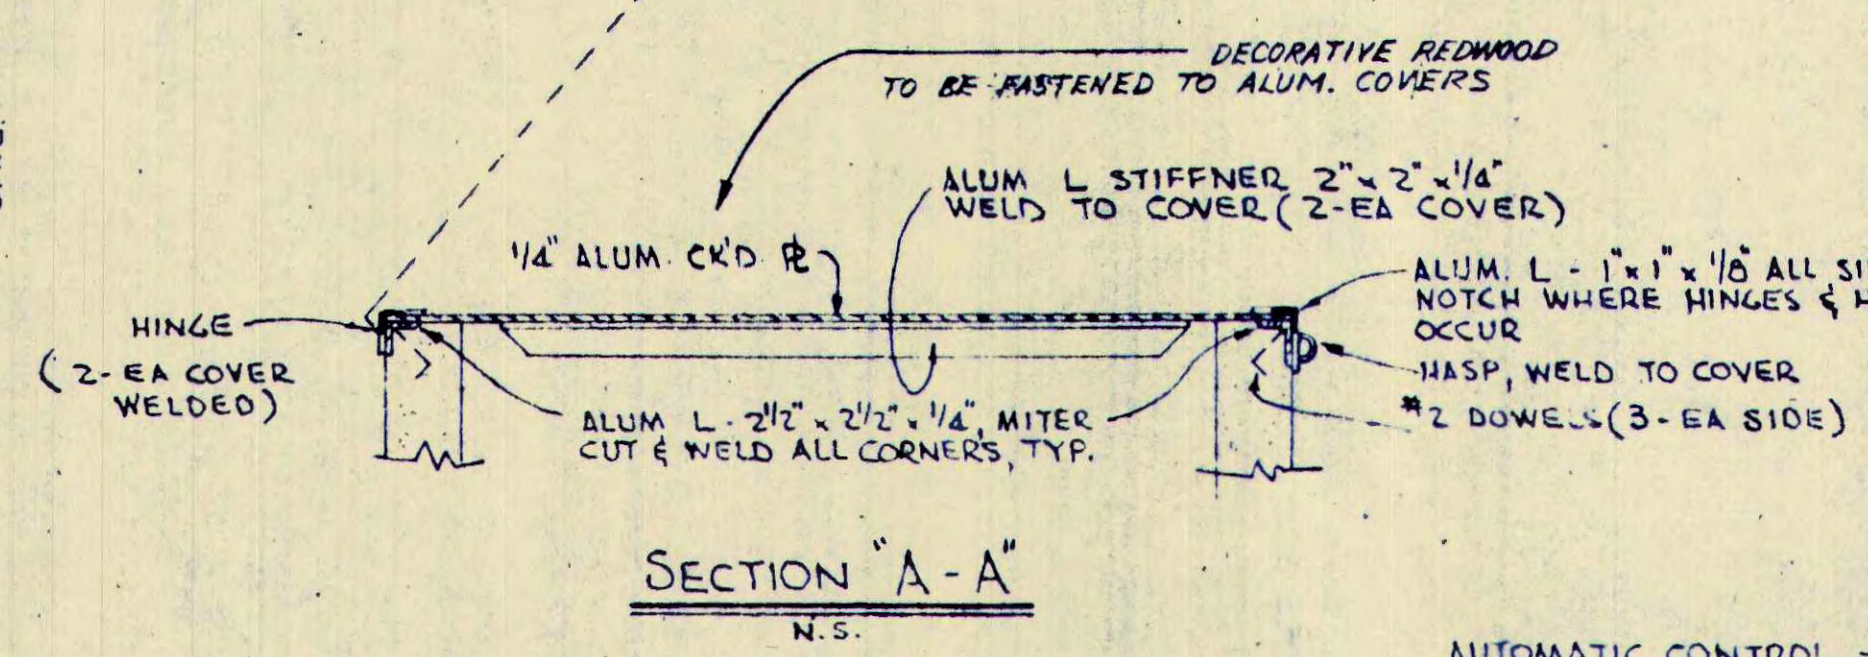 DECORATIVE REDWOOD
TO BE FASTENED TO ALUM. COVERS
ALUM L STIFFNER 2" x 2" x 1/4"
WELD TO COVER (2-EA COVER)
1/4" ALUM. CK'D. ℙL
ALUM. L - 1" x 1" x 1/8" ALL
NOTCH WHERE HINGES &
OCCUR
HINGE
(2-EA COVER
WELDED)
HASP, WELD TO COVER
#2 DOWELS (3-EA SIDE)
ALUM L - 2 1/2" x 2 1/2" x 1/4", MITER
CUT & WELD ALL CORNERS, TYP.
SECTION "A-A"
N.S.
AUTOMATIC CONTROL